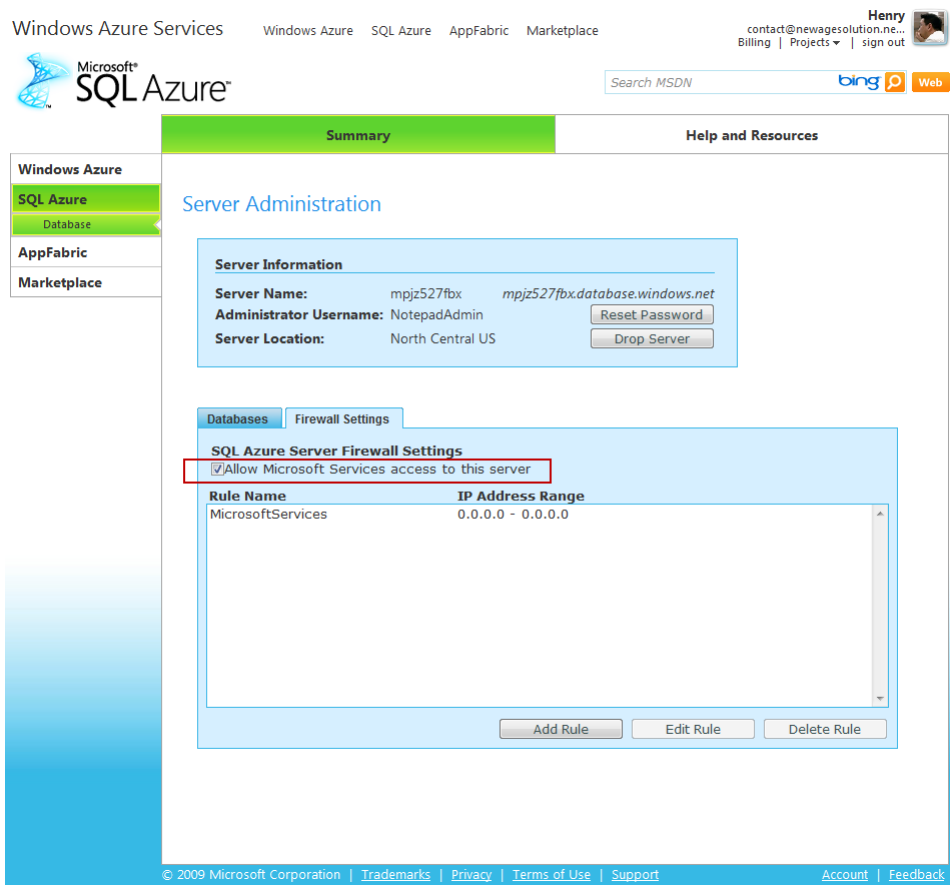 Windows Azure Services Windows Azure SQL Azure AppFabric Marketplace
Henry
contact@newagesolution.ne...
Billing | Projects | sign out
Microsoft®
SQL Azure™
Search MSDN bing Web
Summary Help and Resources
Windows Azure
SQL Azure
Database
AppFabric
Marketplace
Server Administration
Server Information
Server Name: mpjz527fbx mpjz527fbx.database.windows.net
Administrator Username: NotepadAdmin Reset Password
Server Location: North Central US Drop Server
Databases Firewall Settings
SQL Azure Server Firewall Settings
Allow Microsoft Services access to this server
Rule Name IP Address Range
MicrosoftServices 0.0.0.0 - 0.0.0.0
Add Rule Edit Rule Delete Rule
© 2009 Microsoft Corporation | Trademarks | Privacy | Terms of Use | Support Account | Feedback